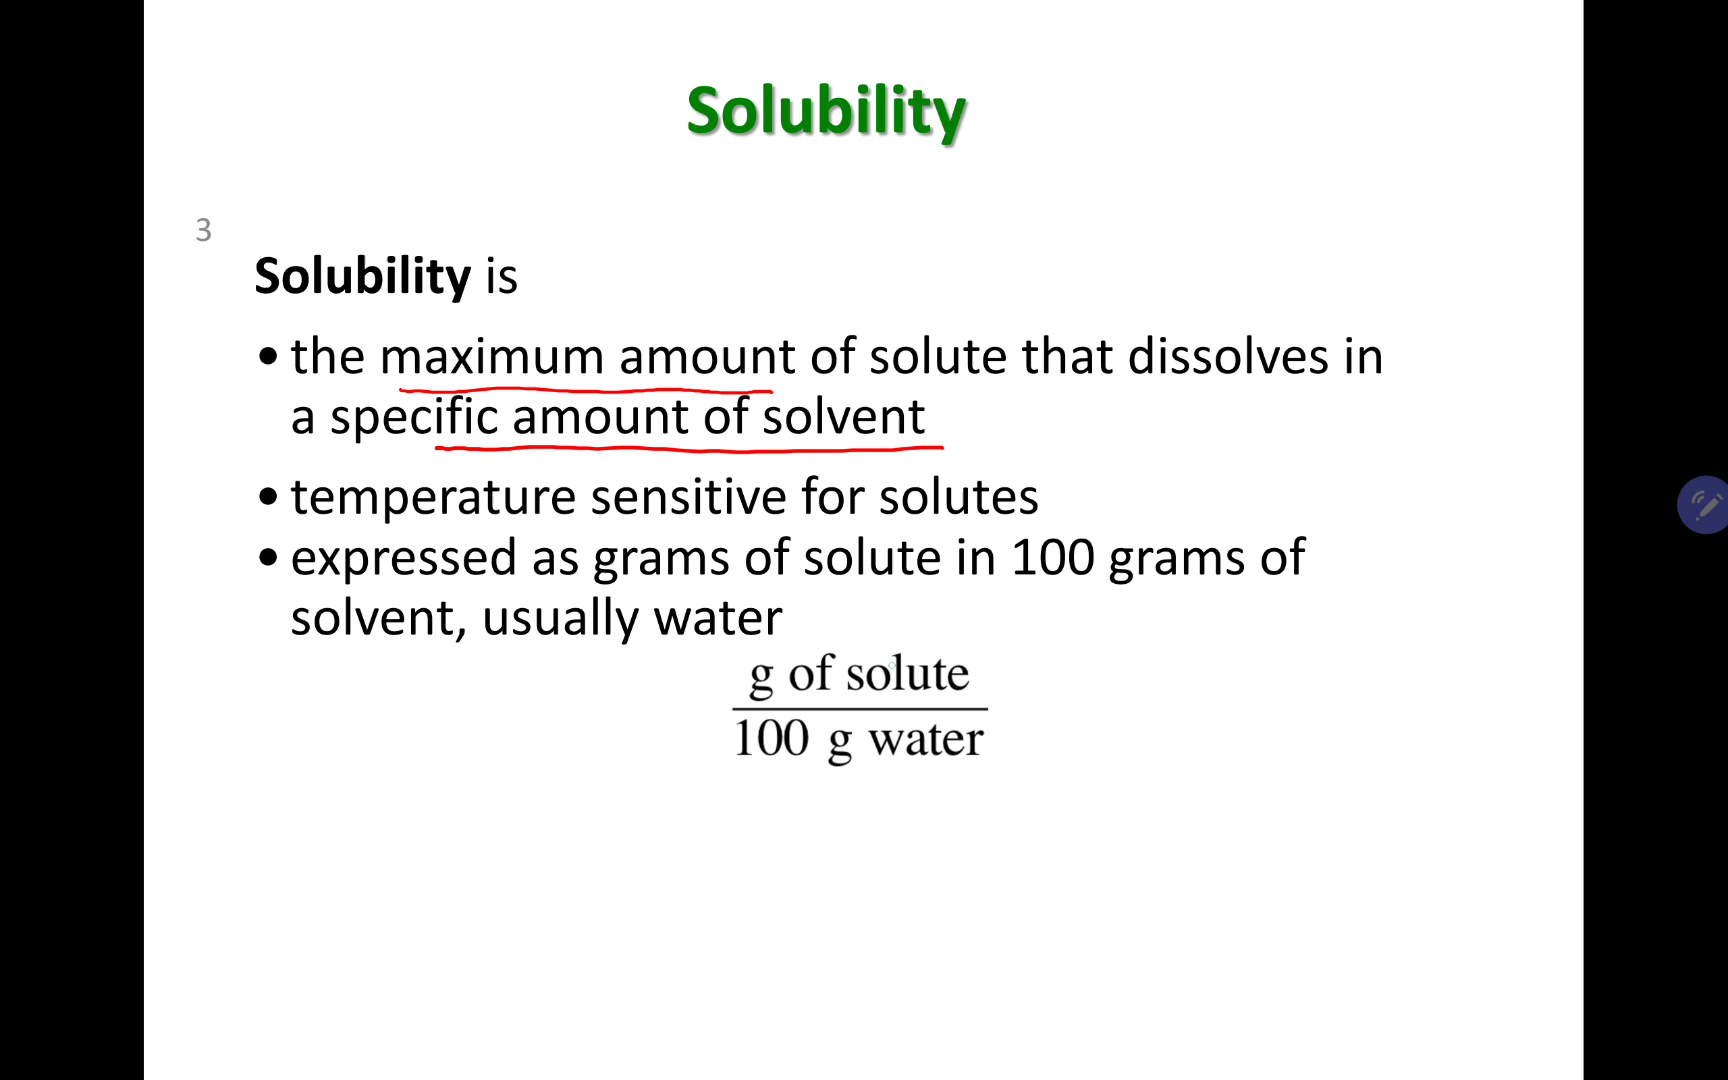 Solubility
3
Solubility is
• the maximum amount of solute that dissolves in
a specific amount of solvent
• temperature sensitive for solutes
• expressed as grams of solute in 100 grams of
solvent, usually water
g of solute
100 g water